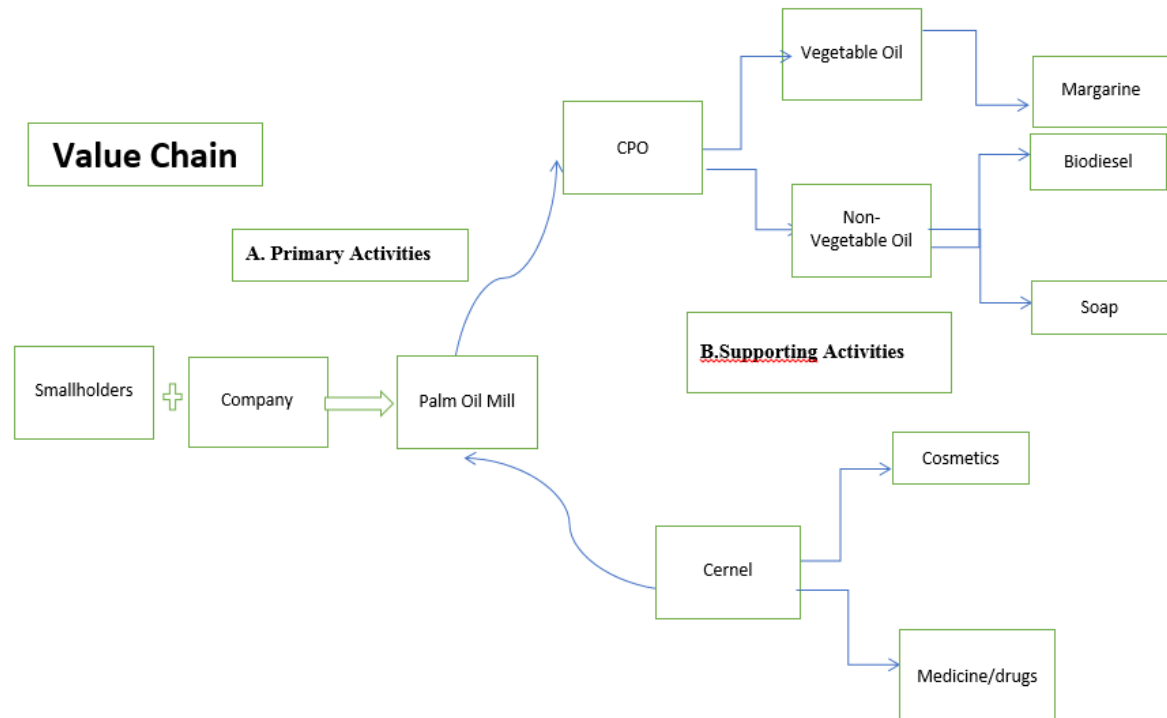 Value Chain
A. Primary Activities
Smallholders
Company
Palm Oil Mill
CPO
Vegetable Oil
Margarine
Non-
Vegetable Oil
Biodiesel
Soap
B.Supporting Activities
Cernel
Cosmetics
Medicine/drugs